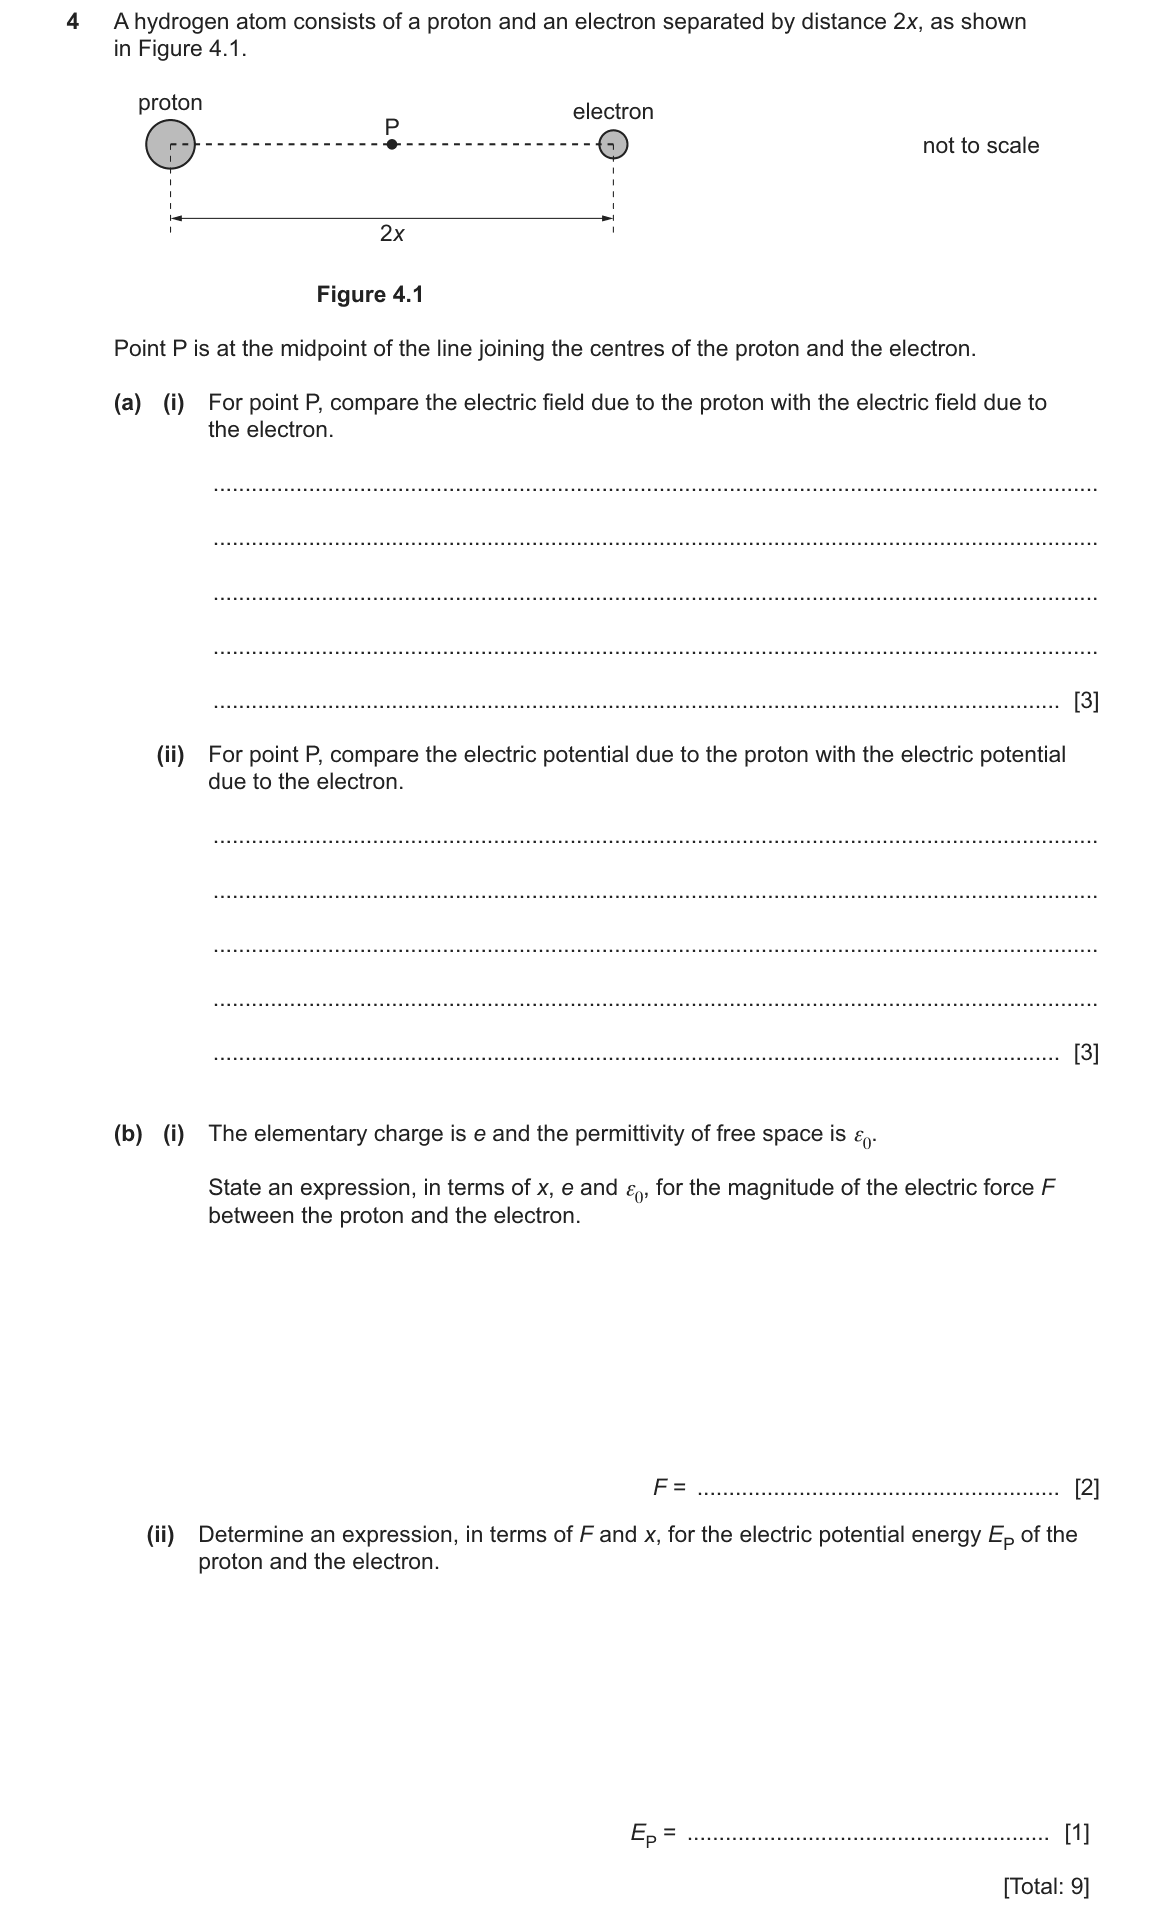 4 A hydrogen atom consists of a proton and an electron separated by distance 2x, as shown
in Figure 4.1.
proton
electron
P
not to scale
2x
Figure 4.1
Point P is at the midpoint of the line joining the centres of the proton and the electron.
(a) (i) For point P, compare the electric field due to the proton with the electric field due to
the electron.
..........................................................................................................................................
..........................................................................................................................................
..........................................................................................................................................
..........................................................................................................................................
.................................................................................................................................... [3]
(ii) For point P, compare the electric potential due to the proton with the electric potential
due to the electron.
..........................................................................................................................................
..........................................................................................................................................
..........................................................................................................................................
..........................................................................................................................................
.................................................................................................................................... [3]
(b) (i) The elementary charge is e and the permittivity of free space is ε₀.
State an expression, in terms of x, e and ε₀, for the magnitude of the electric force F
between the proton and the electron.
F = ......................................................... [2]
(ii) Determine an expression, in terms of F and x, for the electric potential energy Eₚ of the
proton and the electron.
Eₚ = ......................................................... [1]
[Total: 9]